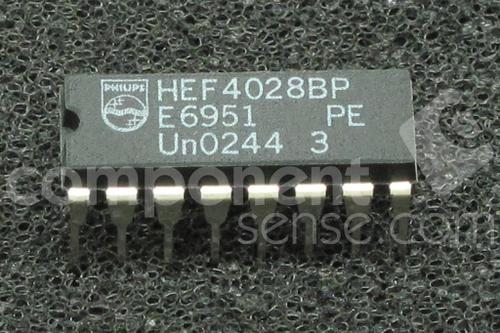 PHILIPS
HEF4028BP
E6951 PE
Un0244 3
component
sense.com